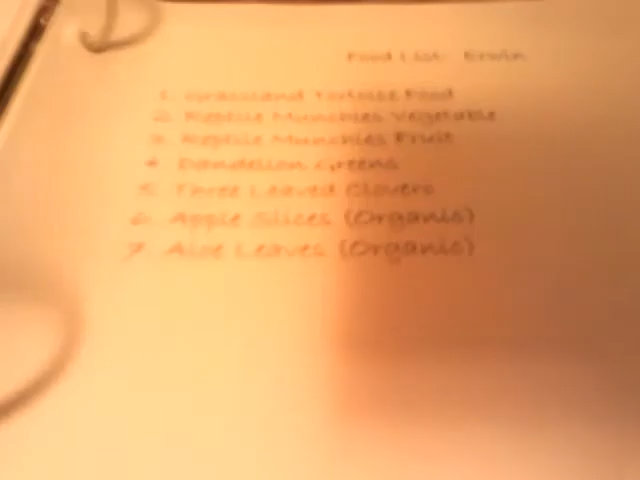 Food List: Erwin
1. Grassland Tortoise Food
2. Reptile Munchies Vegetable
3. Reptile Munchies Fruit
4. Dandelion Greens
5. Three Leaved Clovers
6. Apple Slices (Organic)
7. Aloe Leaves (Organic)